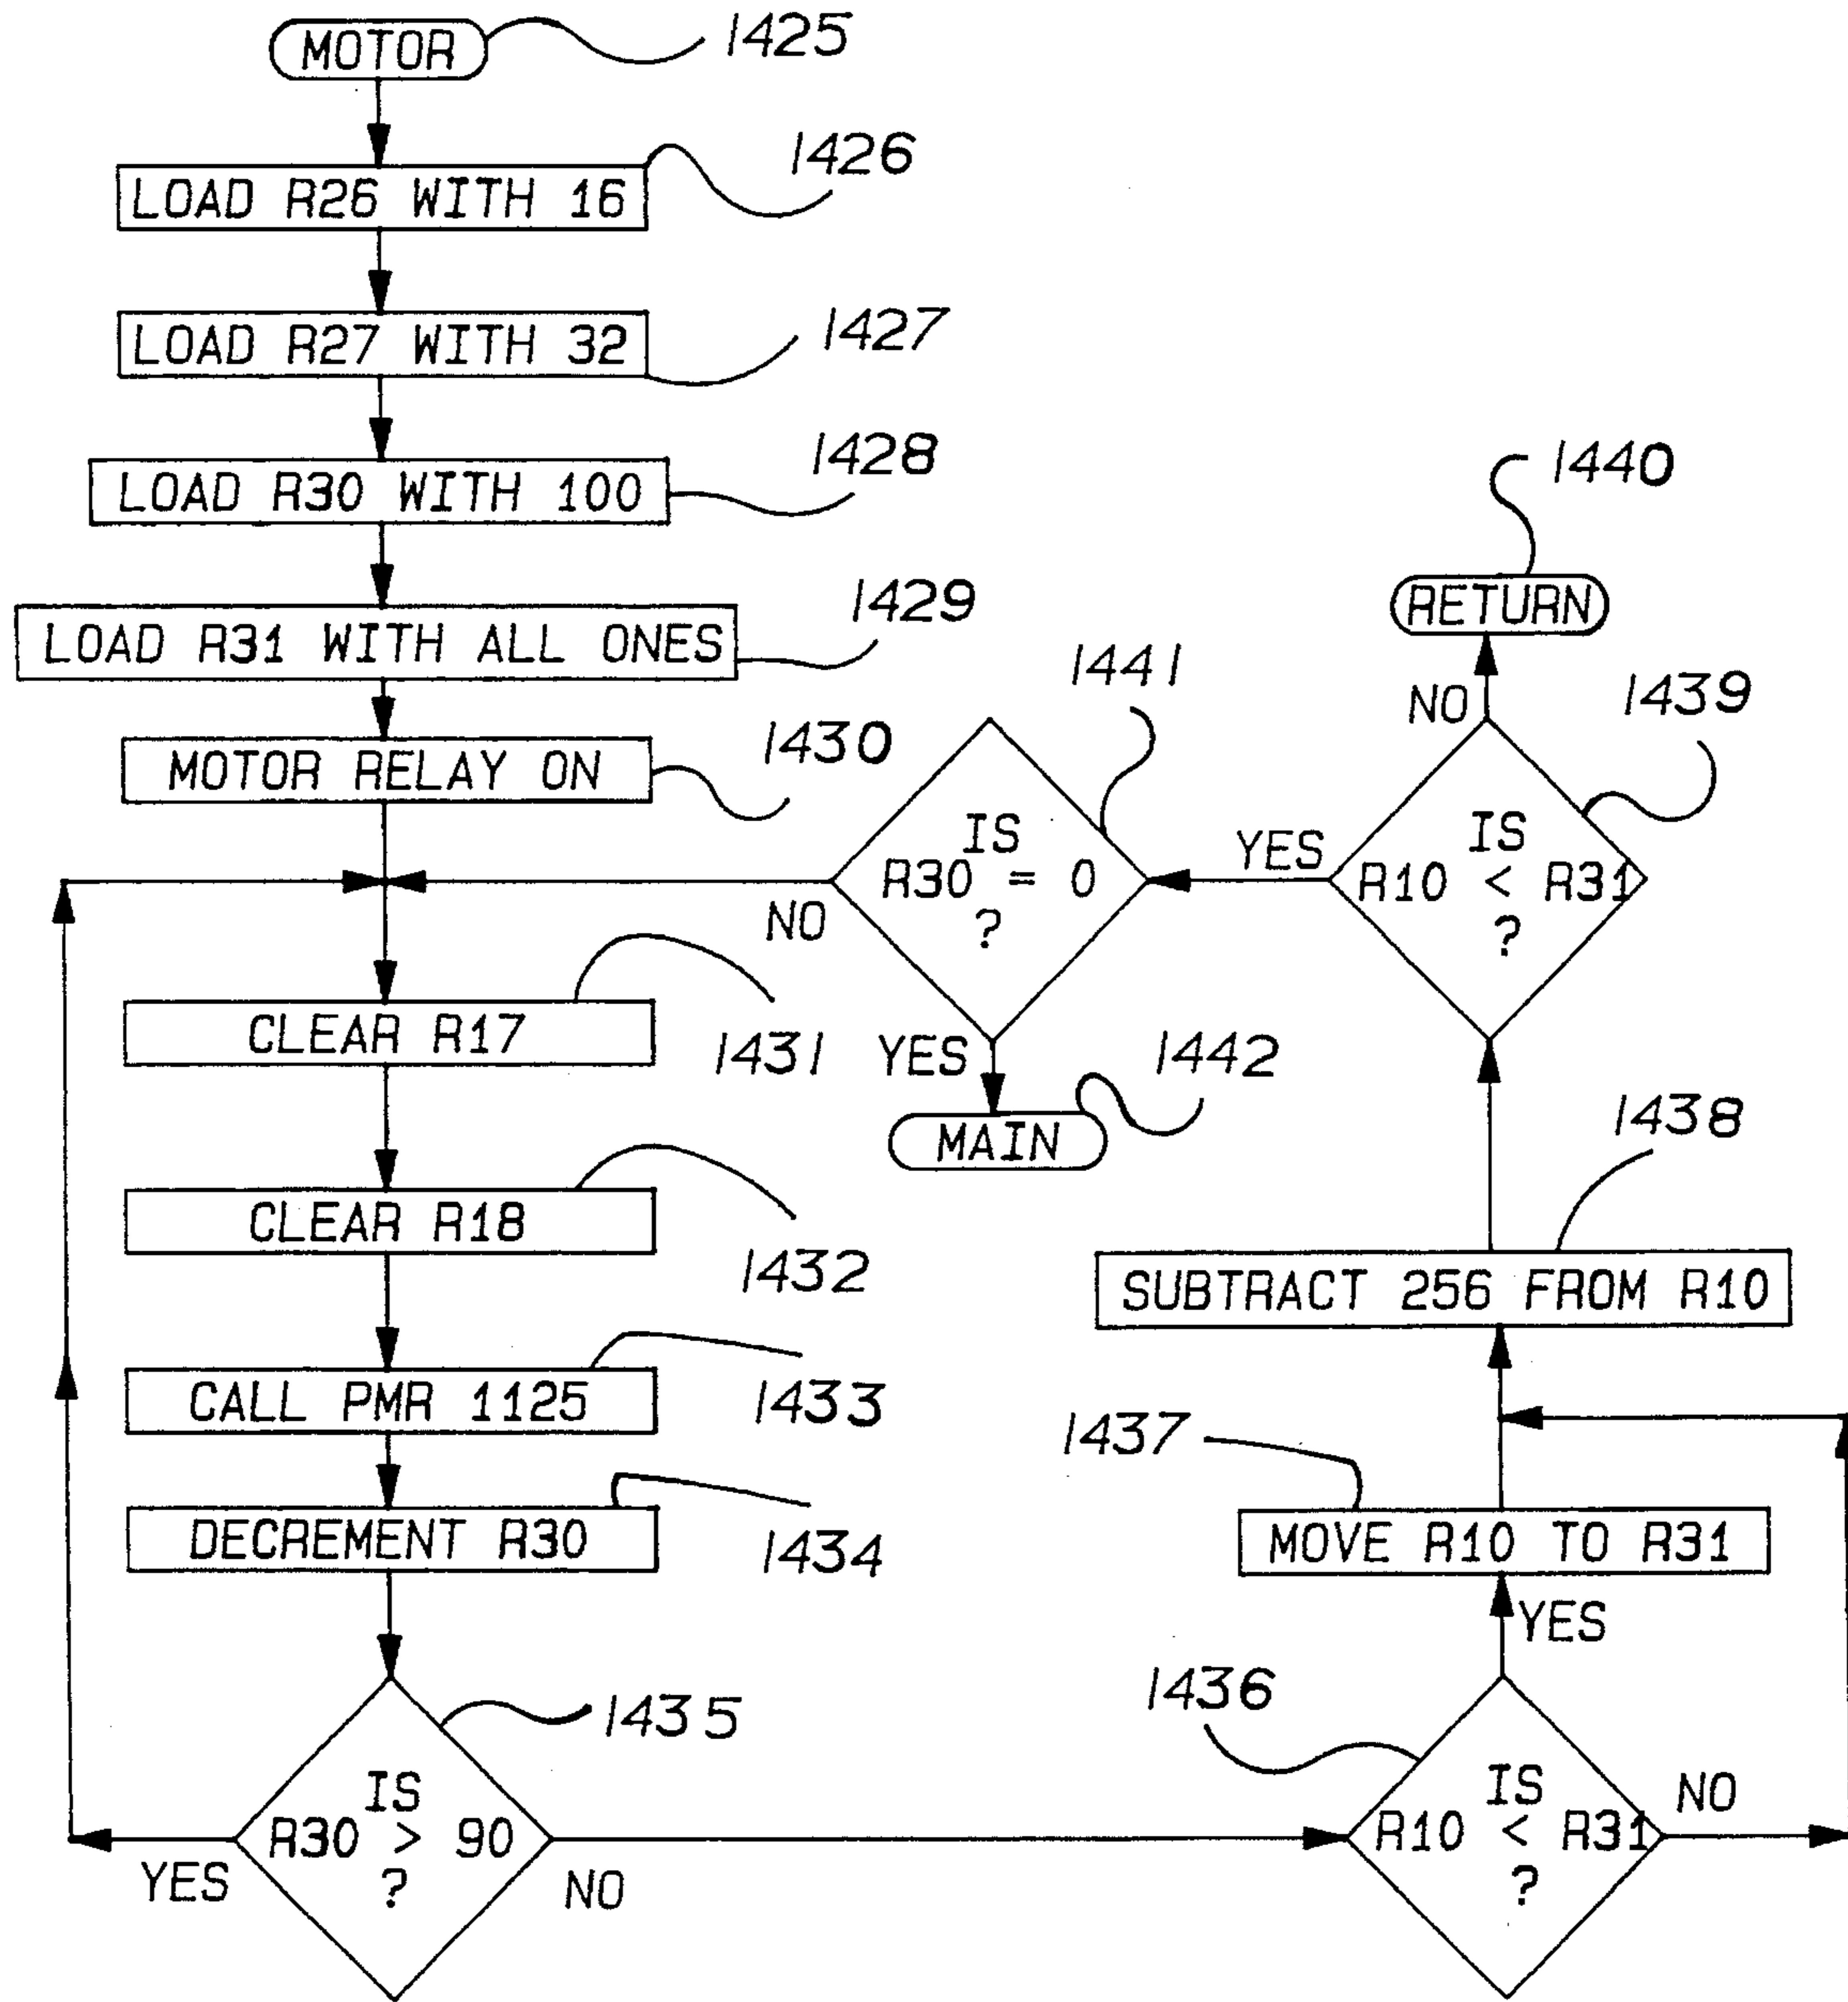 MOTOR
1425
LOAD R26 WITH 16
1426
LOAD R27 WITH 32
1427
LOAD R30 WITH 100
1428
LOAD R31 WITH ALL ONES
1429
MOTOR RELAY ON
1430
CLEAR R17
1431
CLEAR R18
1432
CALL PMR 1125
1433
DECREMENT R30
1434
IS
R30 > 90
?
1435
YES
NO
IS
R10 < R31
?
1436
YES
NO
MOVE R10 TO R31
1437
SUBTRACT 256 FROM R10
1438
IS
R10 < R31
?
1439
NO
YES
RETURN
1440
IS
R30 = 0
?
1441
NO
YES
MAIN
1442